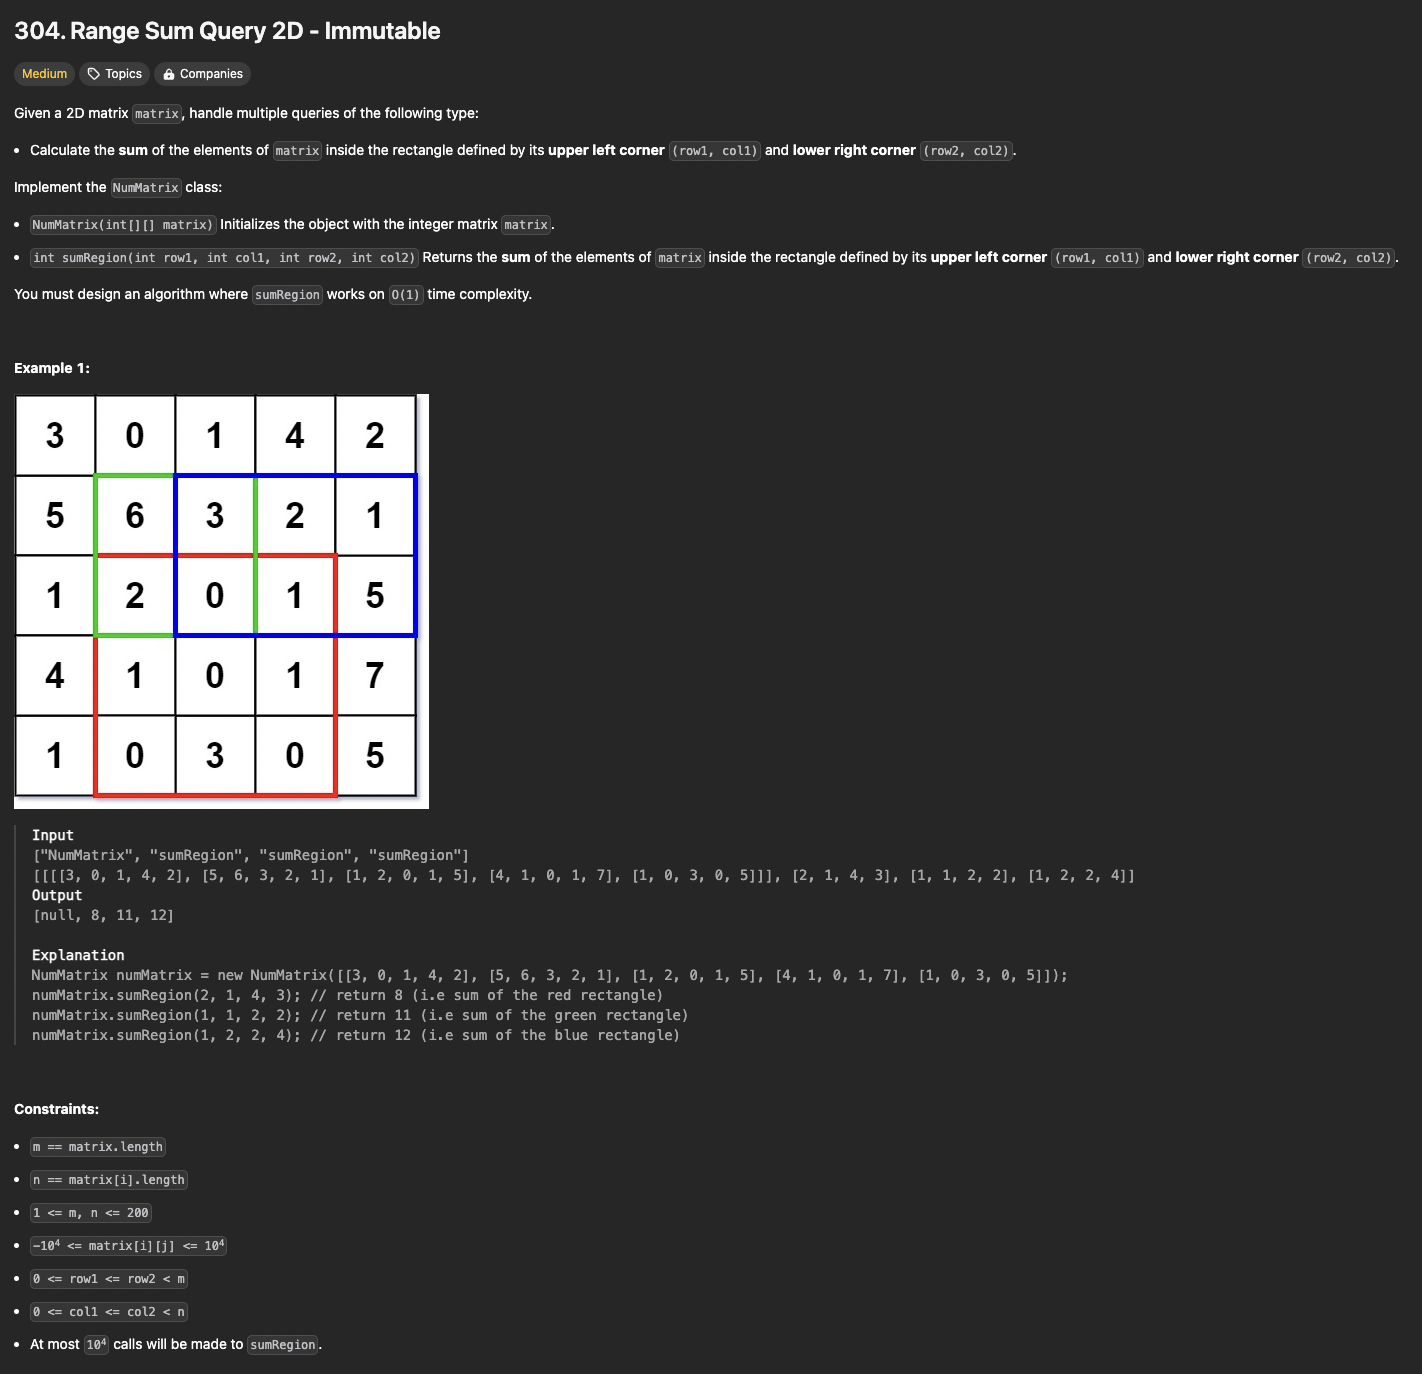 304. Range Sum Query 2D - Immutable
Medium Topics Companies
Given a 2D matrix matrix, handle multiple queries of the following type:
• Calculate the sum of the elements of matrix inside the rectangle defined by its upper left corner (row1, col1) and lower right corner (row2, col2).
Implement the NumMatrix class:
• NumMatrix(int[][] matrix) Initializes the object with the integer matrix matrix.
• int sumRegion(int row1, int col1, int row2, int col2) Returns the sum of the elements of matrix inside the rectangle defined by its upper left corner (row1, col1) and lower right corner (row2, col2).
You must design an algorithm where sumRegion works on O(1) time complexity.
Example 1:
3 0 1 4 2
5 6 3 2 1
1 2 0 1 5
4 1 0 1 7
1 0 3 0 5
Input
["NumMatrix", "sumRegion", "sumRegion", "sumRegion"]
[[[[3, 0, 1, 4, 2], [5, 6, 3, 2, 1], [1, 2, 0, 1, 5], [4, 1, 0, 1, 7], [1, 0, 3, 0, 5]]], [2, 1, 4, 3], [1, 1, 2, 2], [1, 2, 2, 4]]
Output
[null, 8, 11, 12]
Explanation
NumMatrix numMatrix = new NumMatrix([[3, 0, 1, 4, 2], [5, 6, 3, 2, 1], [1, 2, 0, 1, 5], [4, 1, 0, 1, 7], [1, 0, 3, 0, 5]]);
numMatrix.sumRegion(2, 1, 4, 3); // return 8 (i.e sum of the red rectangle)
numMatrix.sumRegion(1, 1, 2, 2); // return 11 (i.e sum of the green rectangle)
numMatrix.sumRegion(1, 2, 2, 4); // return 12 (i.e sum of the blue rectangle)
Constraints:
• m == matrix.length
• n == matrix[i].length
• 1 <= m, n <= 200
• -10⁴ <= matrix[i][j] <= 10⁴
• 0 <= row1 <= row2 < m
• 0 <= col1 <= col2 < n
• At most 10⁴ calls will be made to sumRegion.